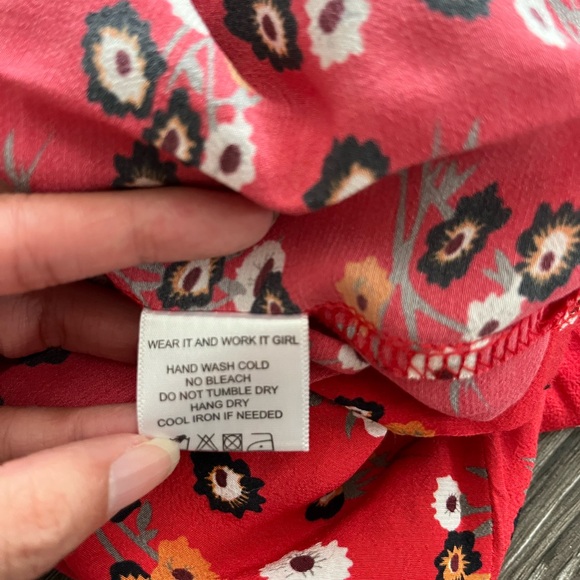 WEAR IT AND WORK IT GIRL
HAND WASH COLD
NO BLEACH
DO NOT TUMBLE DRY
HANG DRY
COOL IRON IF NEEDED